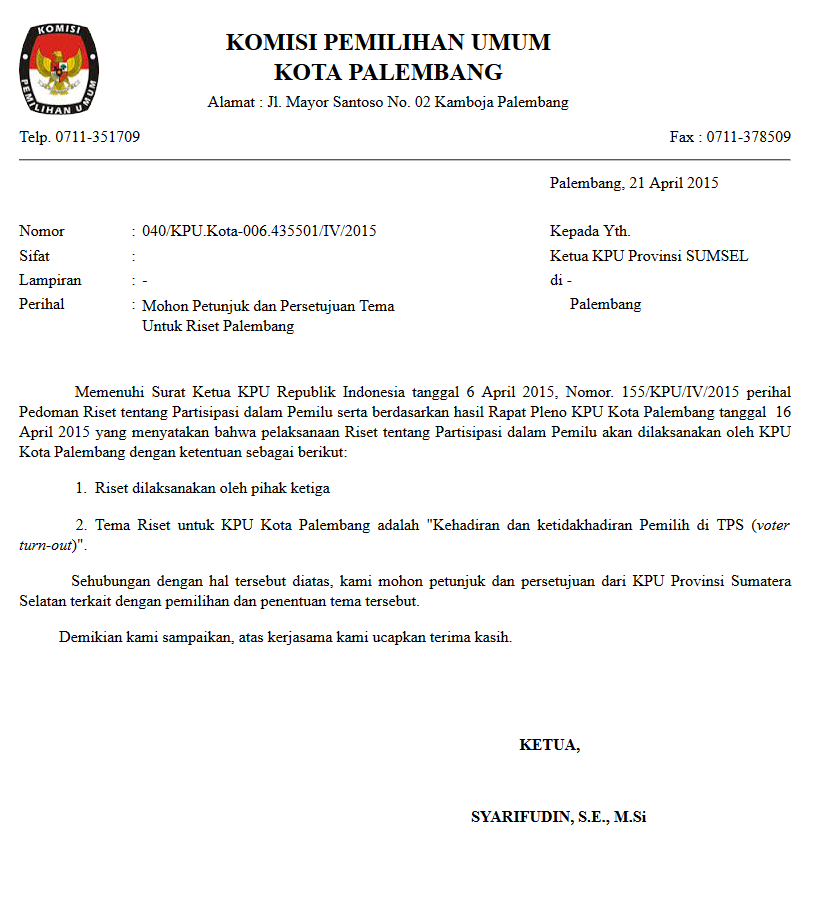 KOMISI
PEMILIHAN UMUM
KOMISI PEMILIHAN UMUM
KOTA PALEMBANG
Alamat : Jl. Mayor Santoso No. 02 Kamboja Palembang
Telp. 0711-351709 Fax : 0711-378509
Palembang, 21 April 2015
Nomor : 040/KPU.Kota-006.435501/IV/2015 Kepada Yth.
Sifat : Ketua KPU Provinsi SUMSEL
Lampiran : - di -
Perihal : Mohon Petunjuk dan Persetujuan Tema Palembang
Untuk Riset Palembang
Memenuhi Surat Ketua KPU Republik Indonesia tanggal 6 April 2015, Nomor. 155/KPU/IV/2015 perihal
Pedoman Riset tentang Partisipasi dalam Pemilu serta berdasarkan hasil Rapat Pleno KPU Kota Palembang tanggal 16
April 2015 yang menyatakan bahwa pelaksanaan Riset tentang Partisipasi dalam Pemilu akan dilaksanakan oleh KPU
Kota Palembang dengan ketentuan sebagai berikut:
1. Riset dilaksanakan oleh pihak ketiga
2. Tema Riset untuk KPU Kota Palembang adalah "Kehadiran dan ketidakhadiran Pemilih di TPS (voter
turn-out)".
Sehubungan dengan hal tersebut diatas, kami mohon petunjuk dan persetujuan dari KPU Provinsi Sumatera
Selatan terkait dengan pemilihan dan penentuan tema tersebut.
Demikian kami sampaikan, atas kerjasama kami ucapkan terima kasih.
KETUA,
SYARIFUDIN, S.E., M.Si